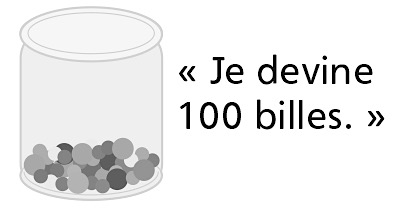 « Je devine
100 billes. »